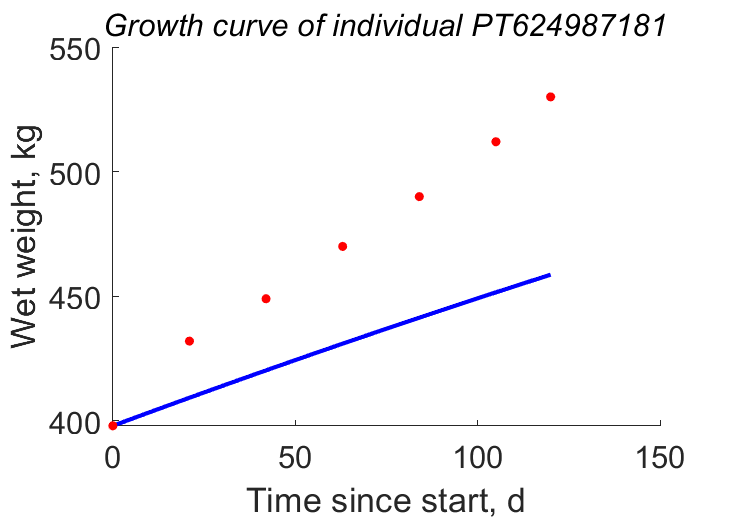 Growth curve of individual PT624987181
550
500
450
400
Wet weight, kg
0 50 100 150
Time since start, d